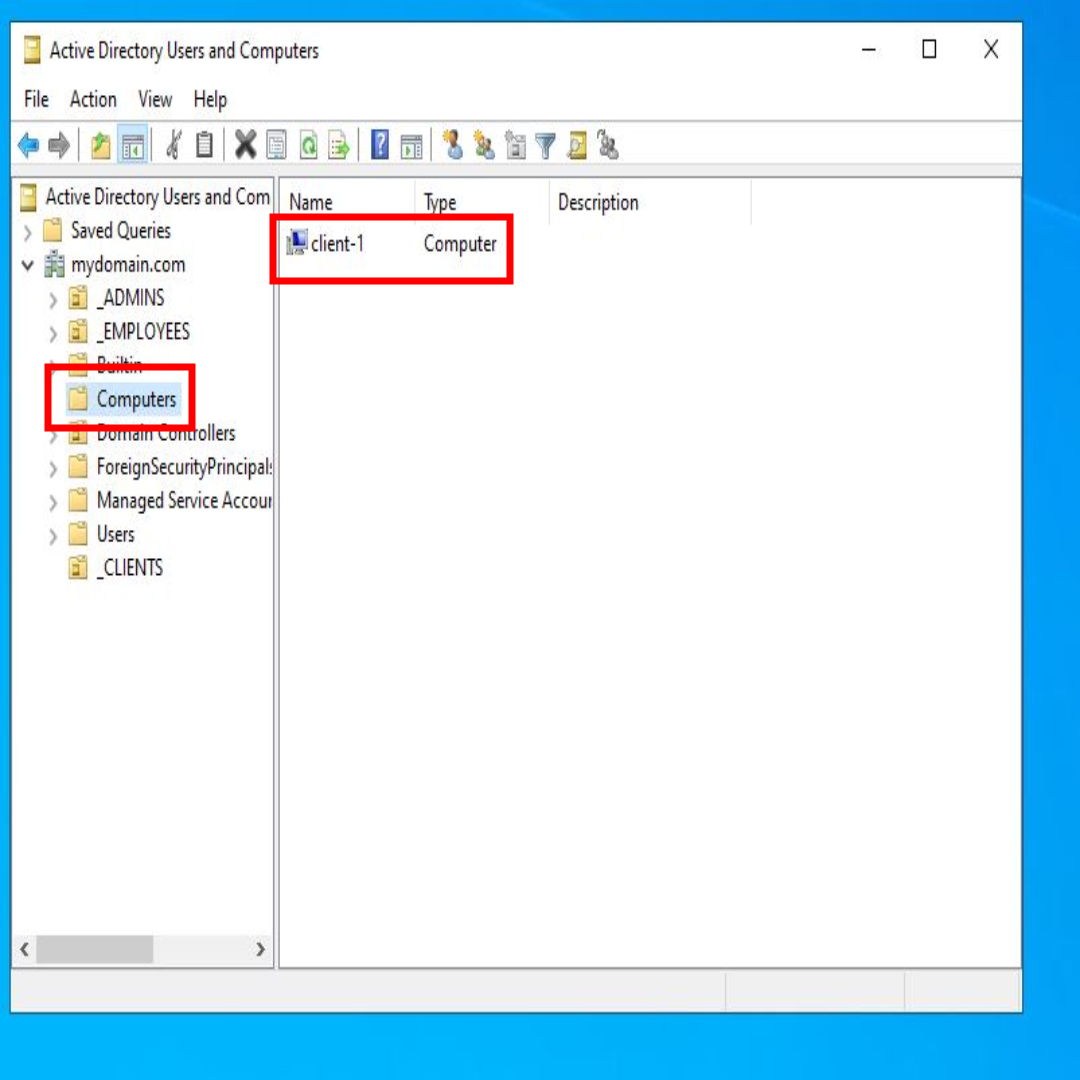 Active Directory Users and Computers
File Action View Help
Active Directory Users and Com
Saved Queries
mydomain.com
_ADMINS
_EMPLOYEES
Builtin
Computers
Domain Controllers
ForeignSecurityPrincipals
Managed Service Accour
Users
_CLIENTS
Name Type Description
client-1 Computer